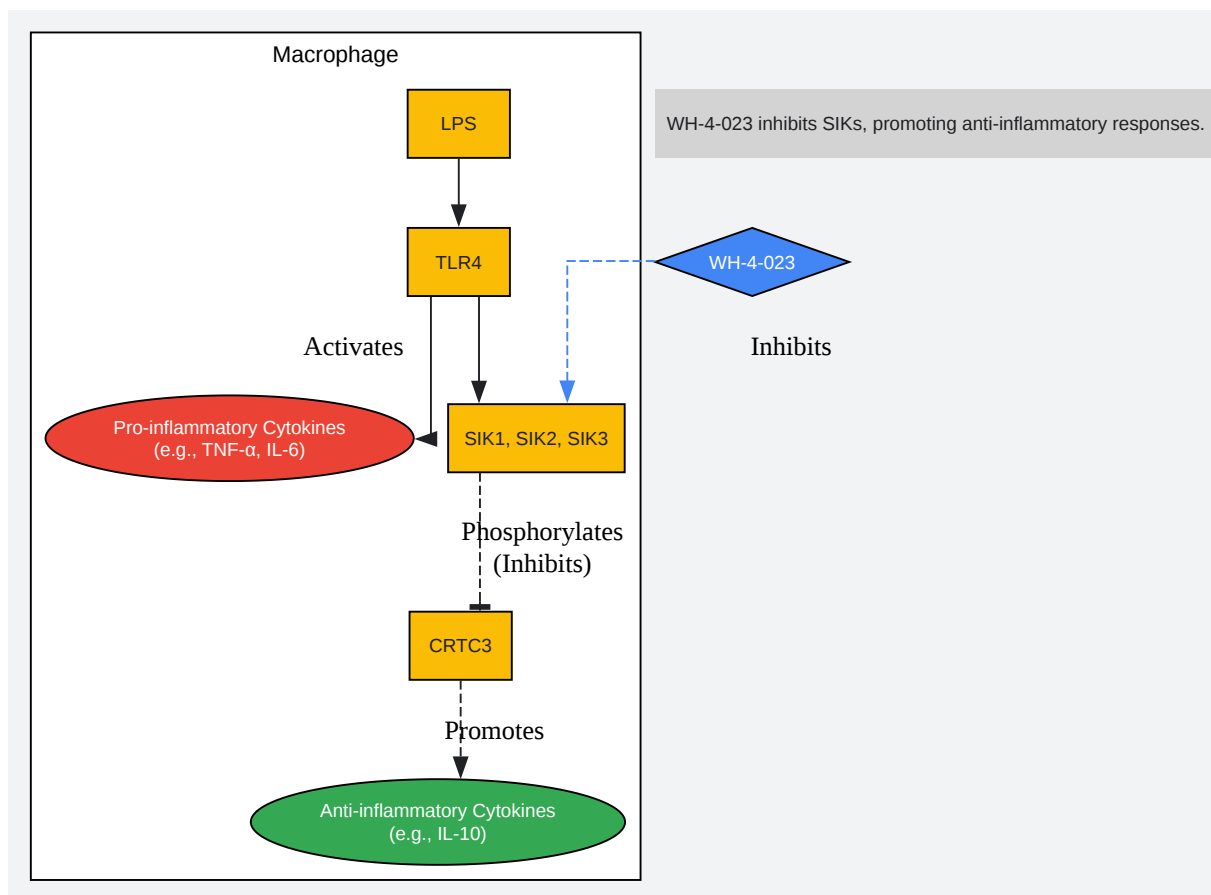 Macrophage
LPS
WH-4-023 inhibits SIKs, promoting anti-inflammatory responses.
TLR4
WH-4-023
Activates
Inhibits
Pro-inflammatory Cytokines
(e.g., TNF-α, IL-6)
SIK1, SIK2, SIK3
Phosphorylates
(Inhibits)
CRTC3
Promotes
Anti-inflammatory Cytokines
(e.g., IL-10)